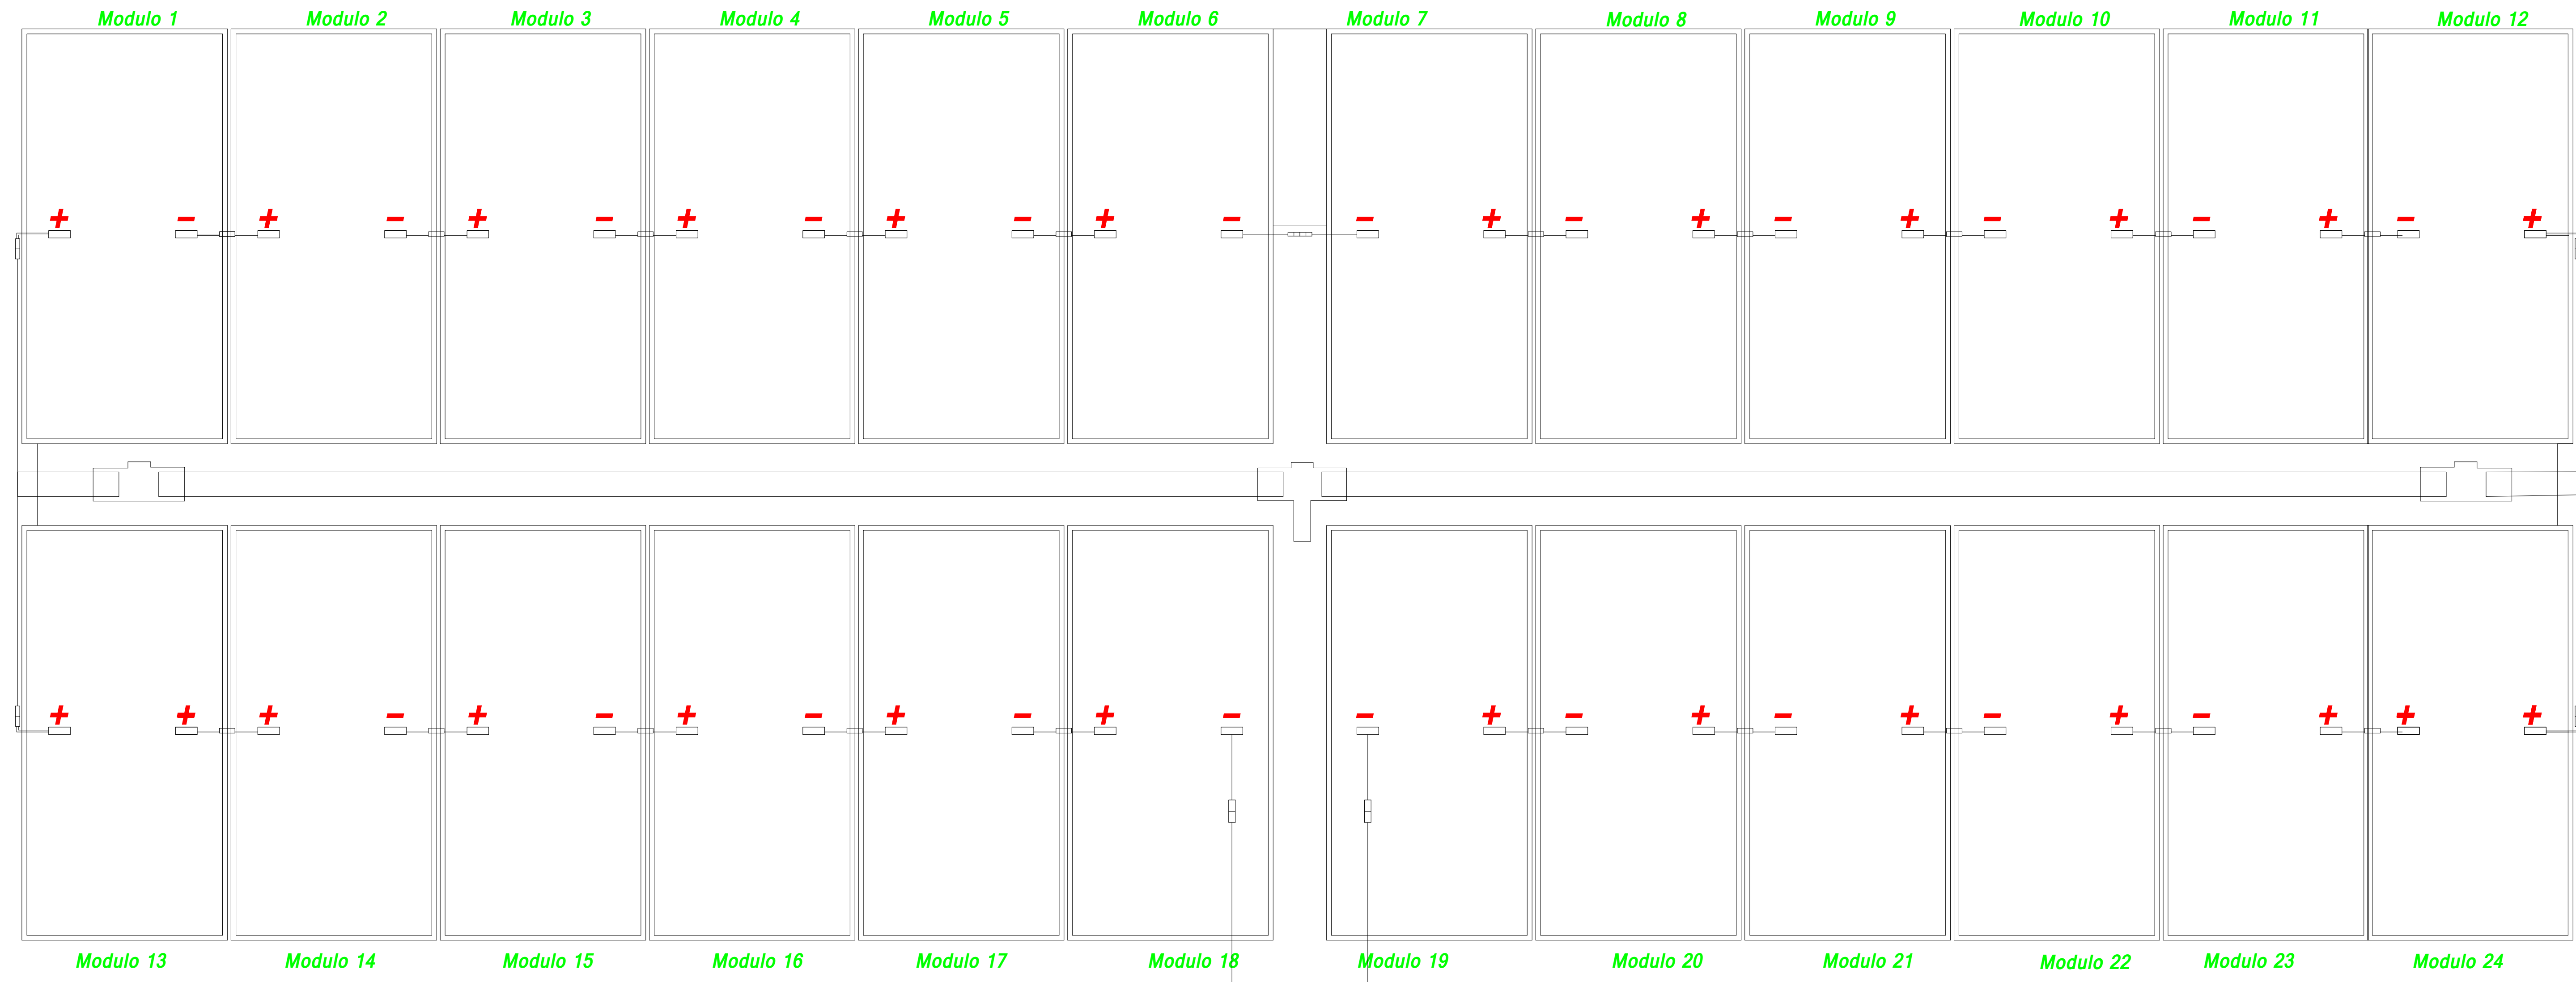 Modulo 1 Modulo 2 Modulo 3 Modulo 4 Modulo 5 Modulo 6 Modulo 7 Modulo 8 Modulo 9 Modulo 10 Modulo 11 Modulo 12
+ - + - + - + - + - + - - + - + - + - + - + - +
+ + + - + - + - + - + - - + - + - + - + - + + +
Modulo 13 Modulo 14 Modulo 15 Modulo 16 Modulo 17 Modulo 18 Modulo 19 Modulo 20 Modulo 21 Modulo 22 Modulo 23 Modulo 24